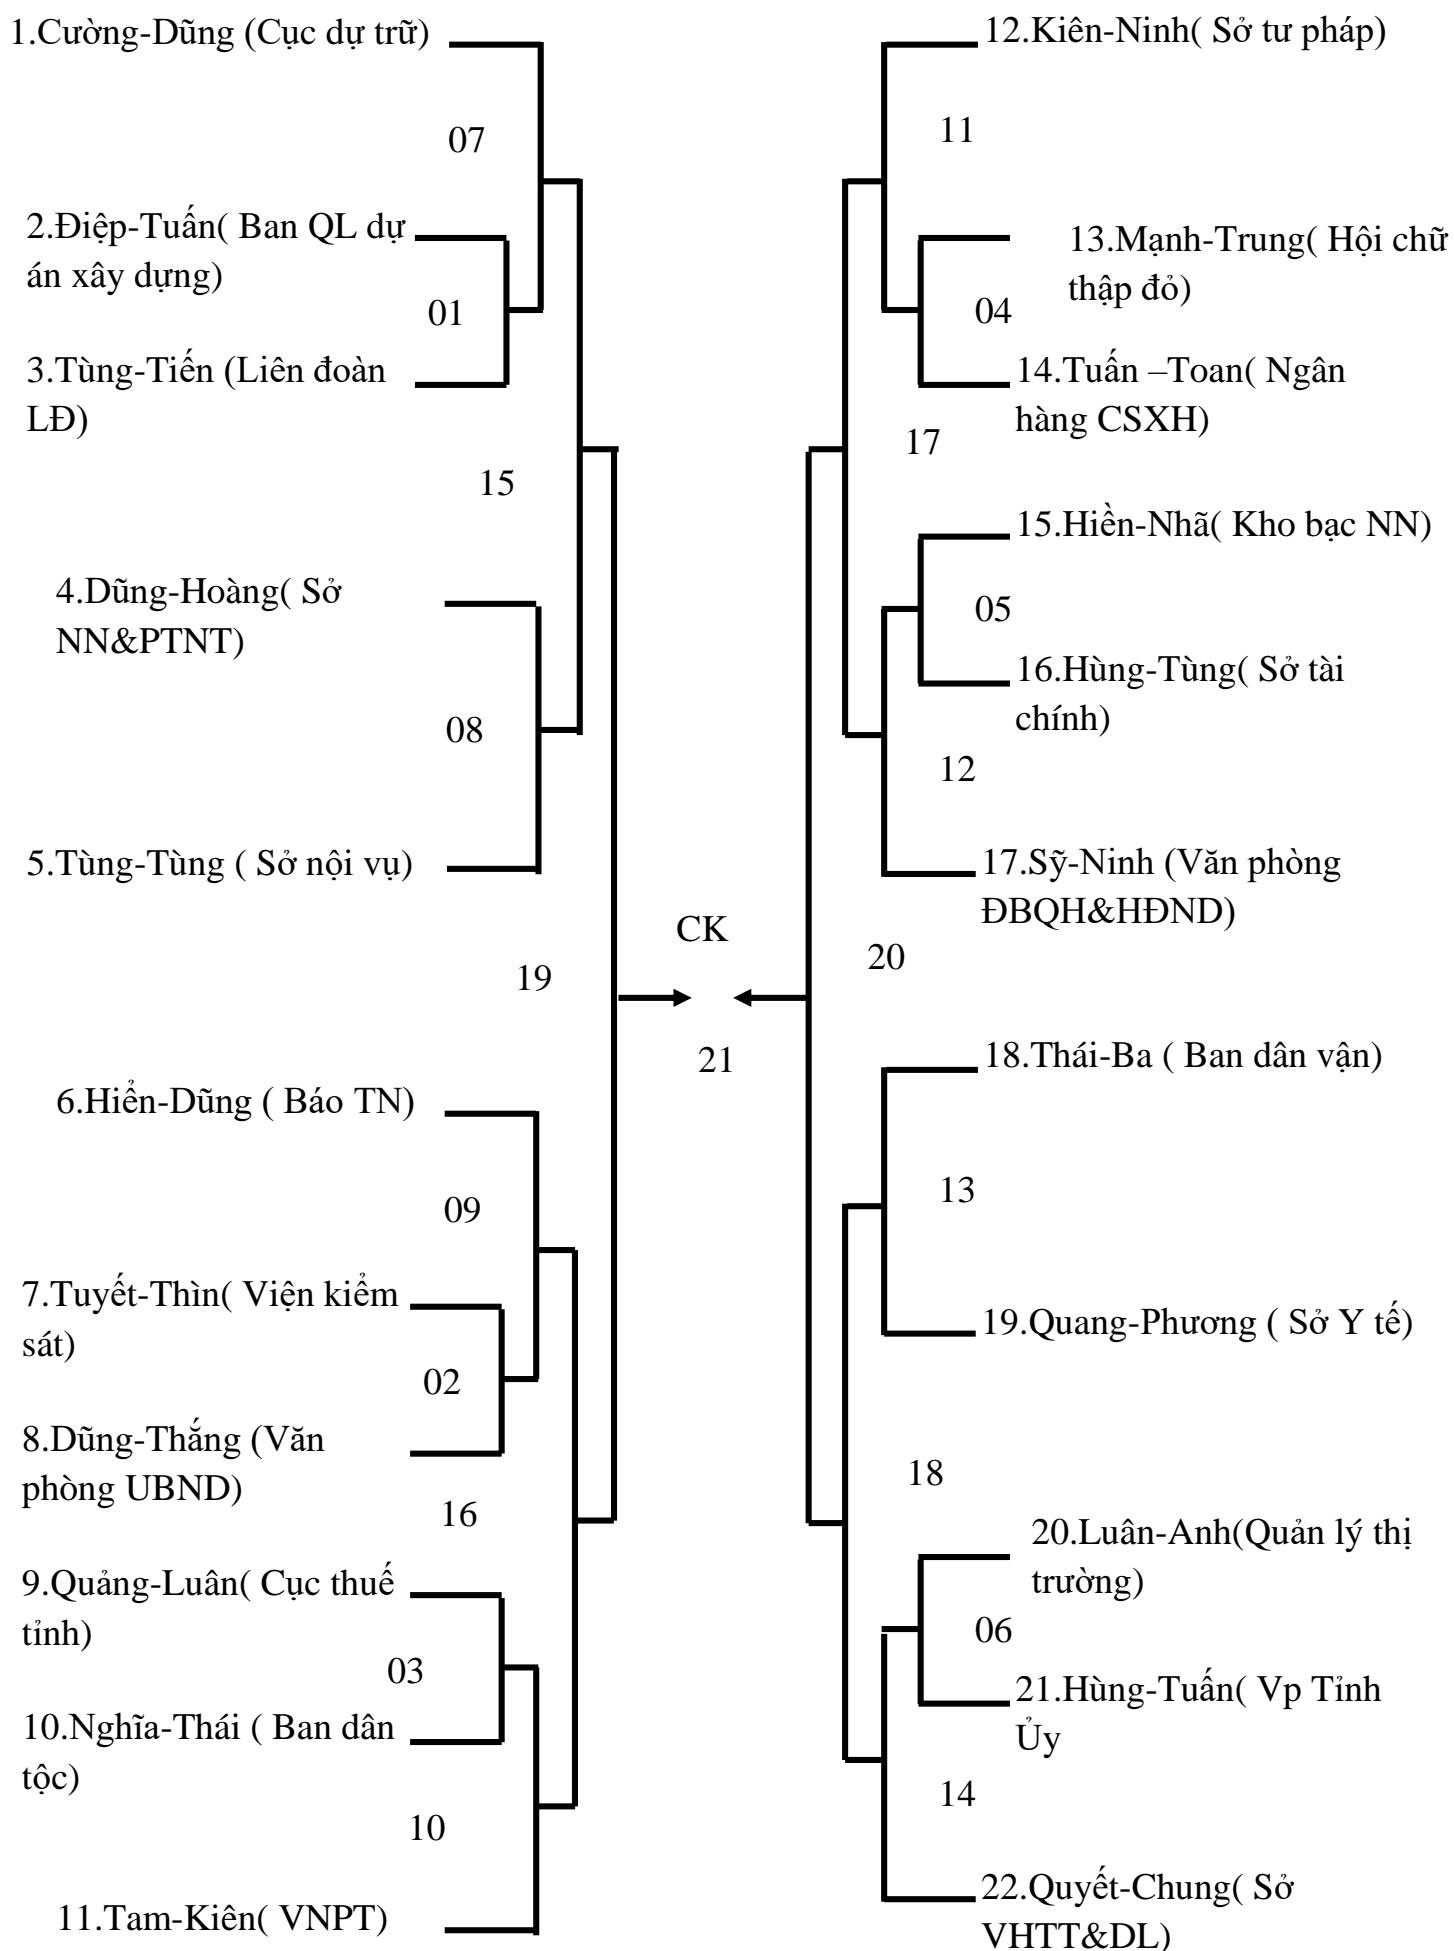 1.Cường-Dũng (Cục dự trữ)
07
2.Điệp-Tuấn( Ban QL dự
án xây dựng)
01
3.Tùng-Tiến (Liên đoàn
LĐ)
15
4.Dũng-Hoàng( Sở
NN&PTNT)
08
5.Tùng-Tùng ( Sở nội vụ)
19
6.Hiển-Dũng ( Báo TN)
09
7.Tuyết-Thìn( Viện kiểm
sát)
02
8.Dũng-Thắng (Văn
phòng UBND)
16
9.Quảng-Luân( Cục thuế
tỉnh)
03
10.Nghĩa-Thái ( Ban dân
tộc)
10
11.Tam-Kiên( VNPT)
CK
21
12.Kiên-Ninh( Sở tư pháp)
11
13.Mạnh-Trung( Hội chữ
thập đỏ)
04
14.Tuấn –Toan( Ngân
hàng CSXH)
17
15.Hiền-Nhã( Kho bạc NN)
05
16.Hùng-Tùng( Sở tài
chính)
12
17.Sỹ-Ninh (Văn phòng
ĐBQH&HĐND)
20
18.Thái-Ba ( Ban dân vận)
13
19.Quang-Phương ( Sở Y tế)
18
20.Luân-Anh(Quản lý thị
trường)
06
21.Hùng-Tuấn( Vp Tỉnh
Ủy
14
22.Quyết-Chung( Sở
VHTT&DL)